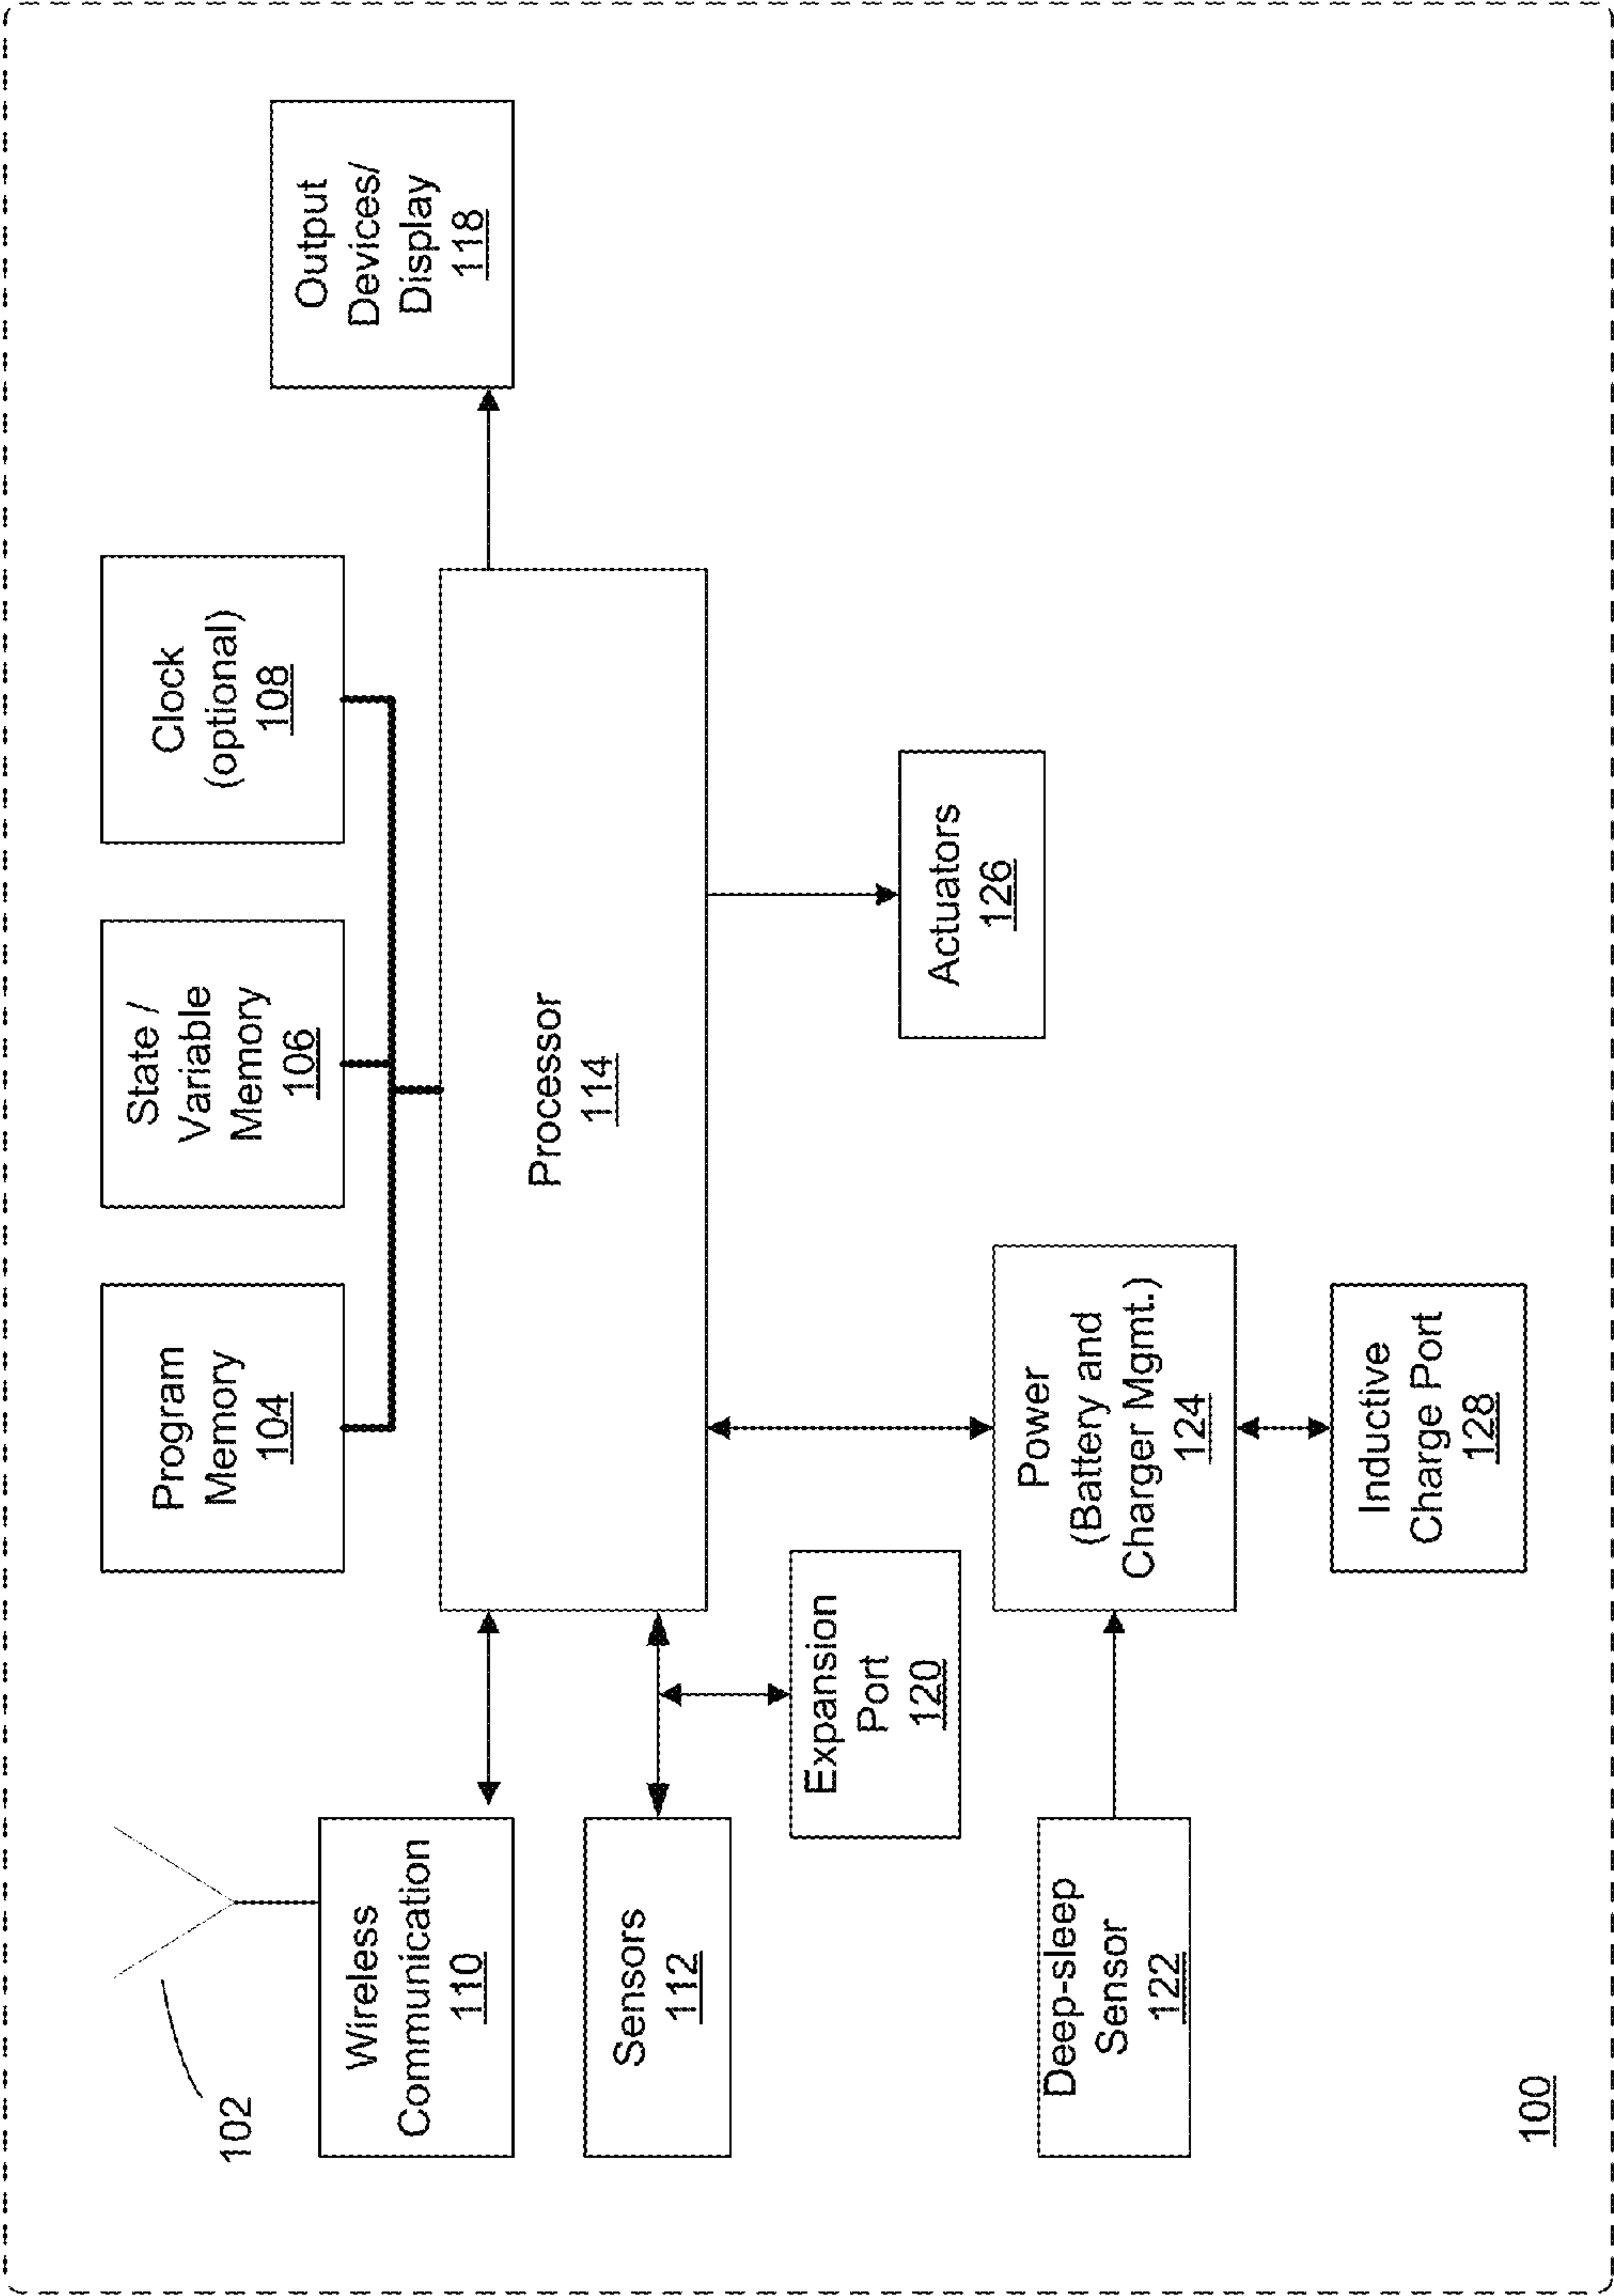 102
Program
Memory
104
State /
Variable
Memory
106
Clock
(optional)
108
Wireless
Communication
110
Output
Devices/
Display
118
Processor
114
Sensors
112
Expansion
Port
120
Actuators
126
Deep-sleep
Sensor
122
Power
(Battery and
Charger Mgmt.)
124
Inductive
Charge Port
128
100